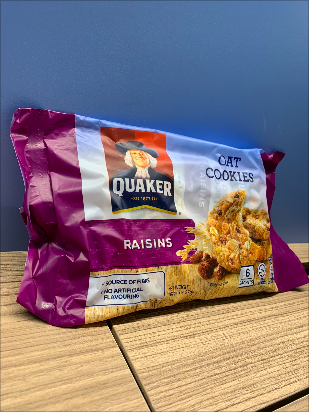 OAT
COOKIES
QUAKER
RAISINS
SOURCE OF FIBRE
NO ARTIFICIAL
FLAVOURING
6